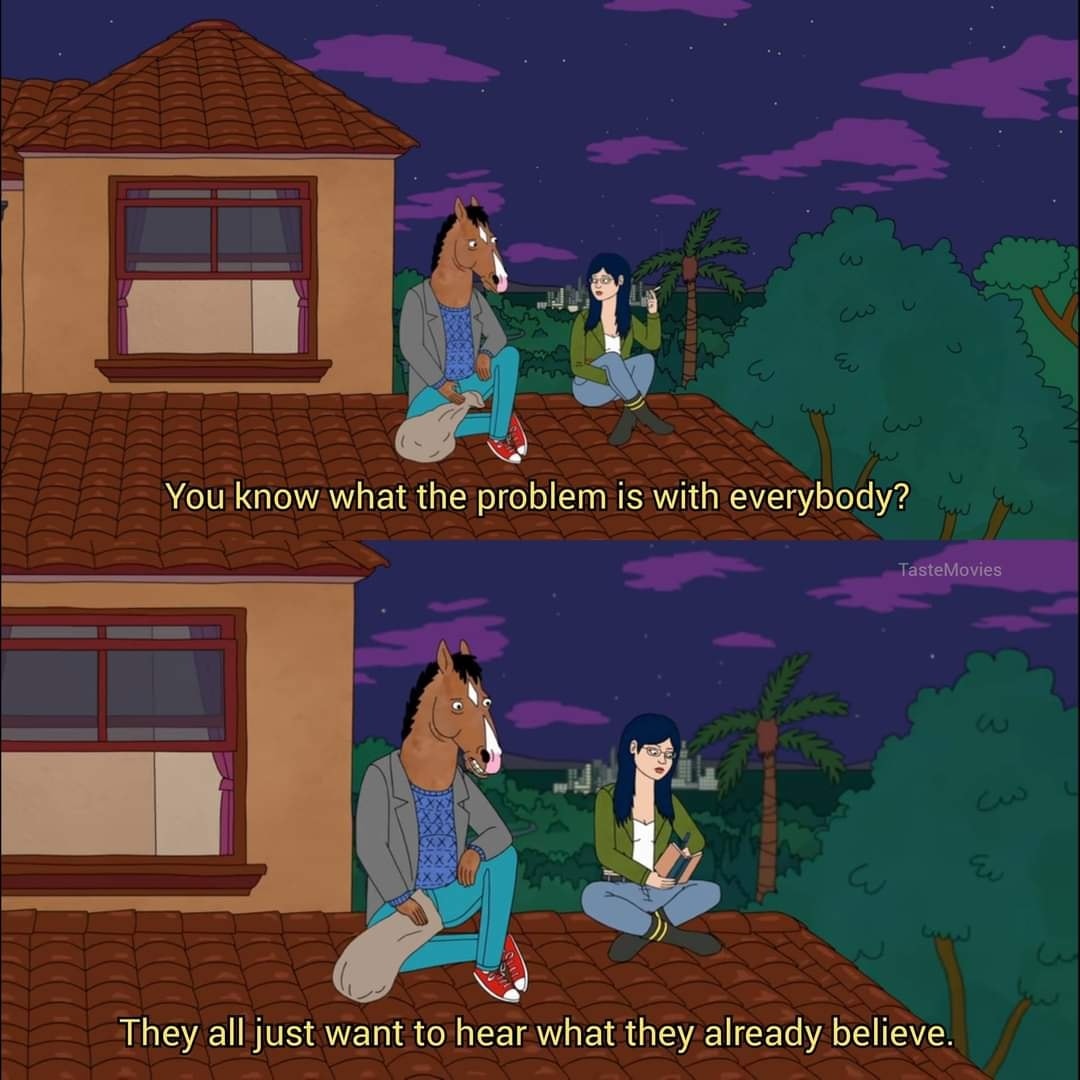 You know what the problem is with everybody?
TasteMovies
They all just want to hear what they already believe.